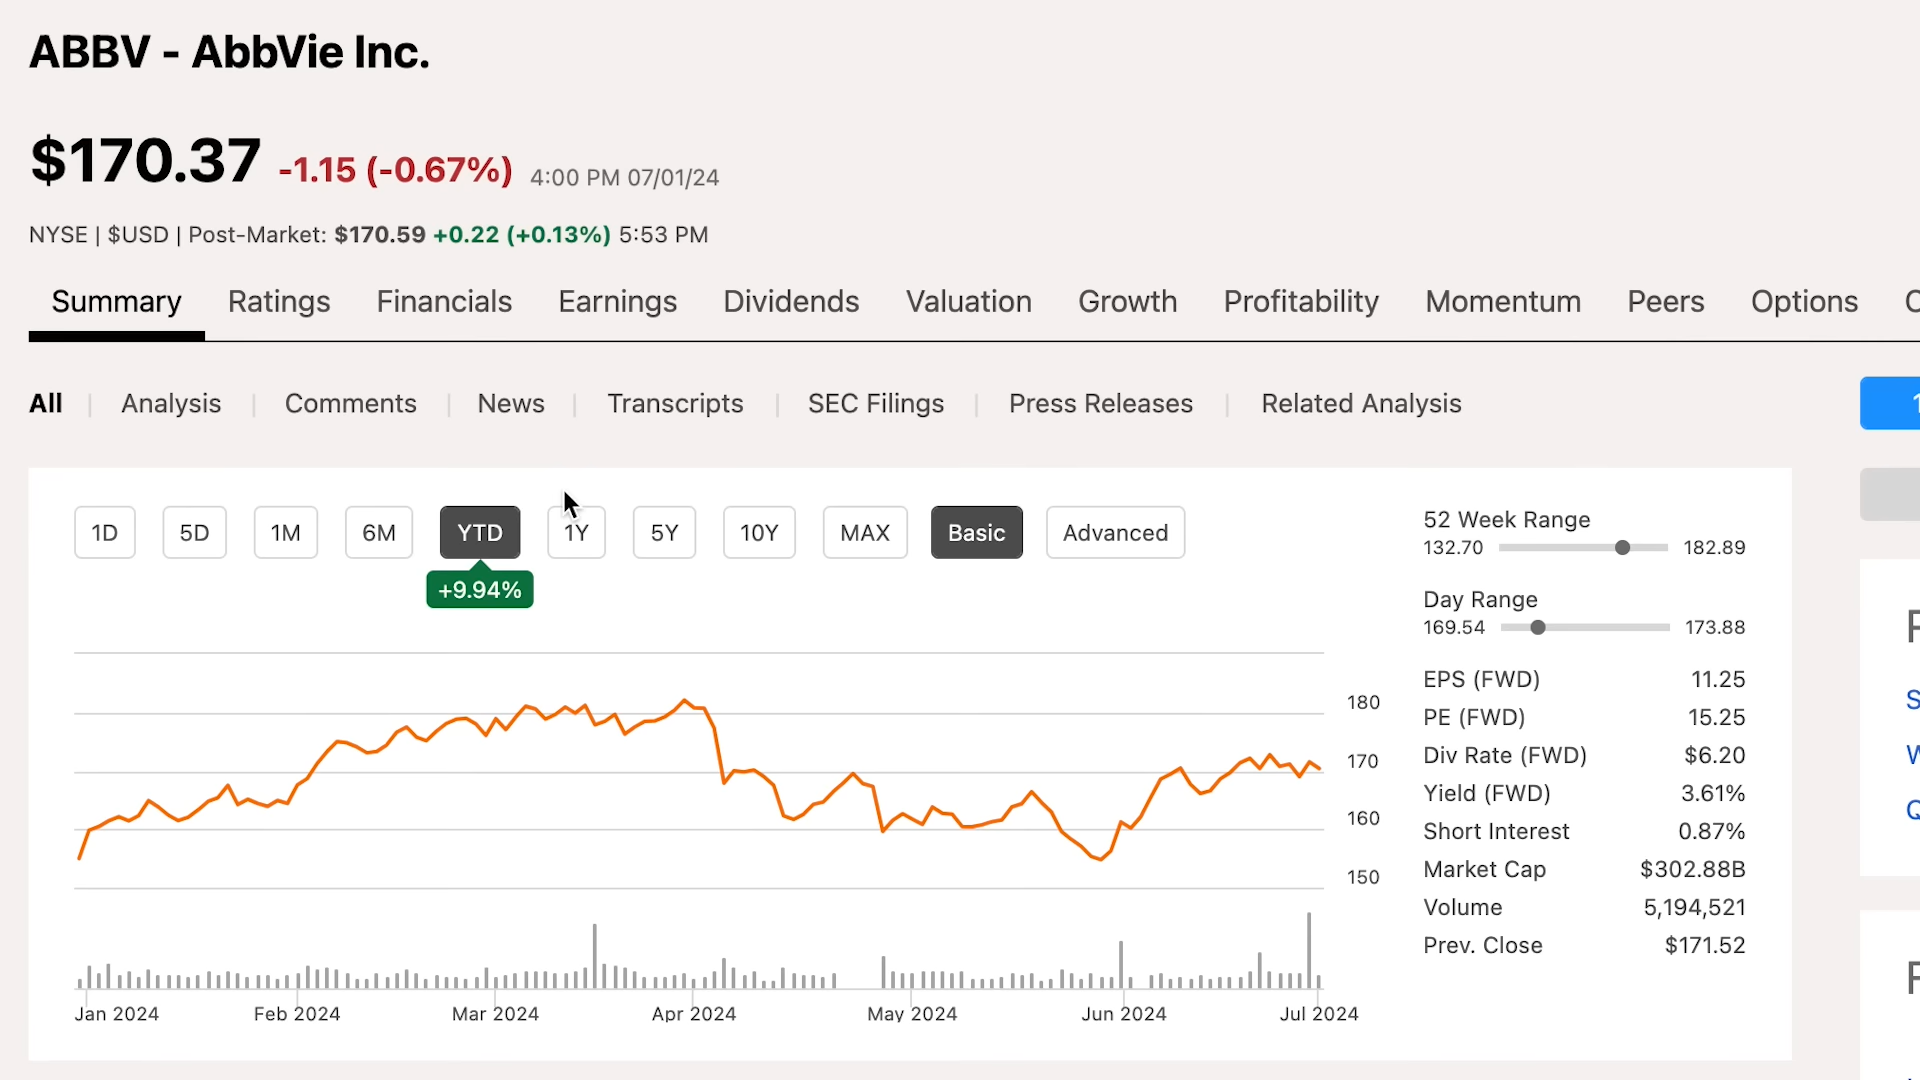 ABBV - AbbVie Inc.
$170.37 -1.15 (-0.67%) 4:00 PM 07/01/24
NYSE | $USD | Post-Market: $170.59 +0.22 (+0.13%) 5:53 PM
Summary Ratings Financials Earnings Dividends Valuation Growth Profitability Momentum Peers Options
All | Analysis | Comments | News | Transcripts | SEC Filings | Press Releases | Related Analysis
1D 5D 1M 6M YTD 1Y 5Y 10Y MAX Basic Advanced
+9.94%
180
170
160
150
Jan 2024 Feb 2024 Mar 2024 Apr 2024 May 2024 Jun 2024 Jul 2024
52 Week Range
132.70 182.89
Day Range
169.54 173.88
EPS (FWD) 11.25
PE (FWD) 15.25
Div Rate (FWD) $6.20
Yield (FWD) 3.61%
Short Interest 0.87%
Market Cap $302.88B
Volume 5,194,521
Prev. Close $171.52